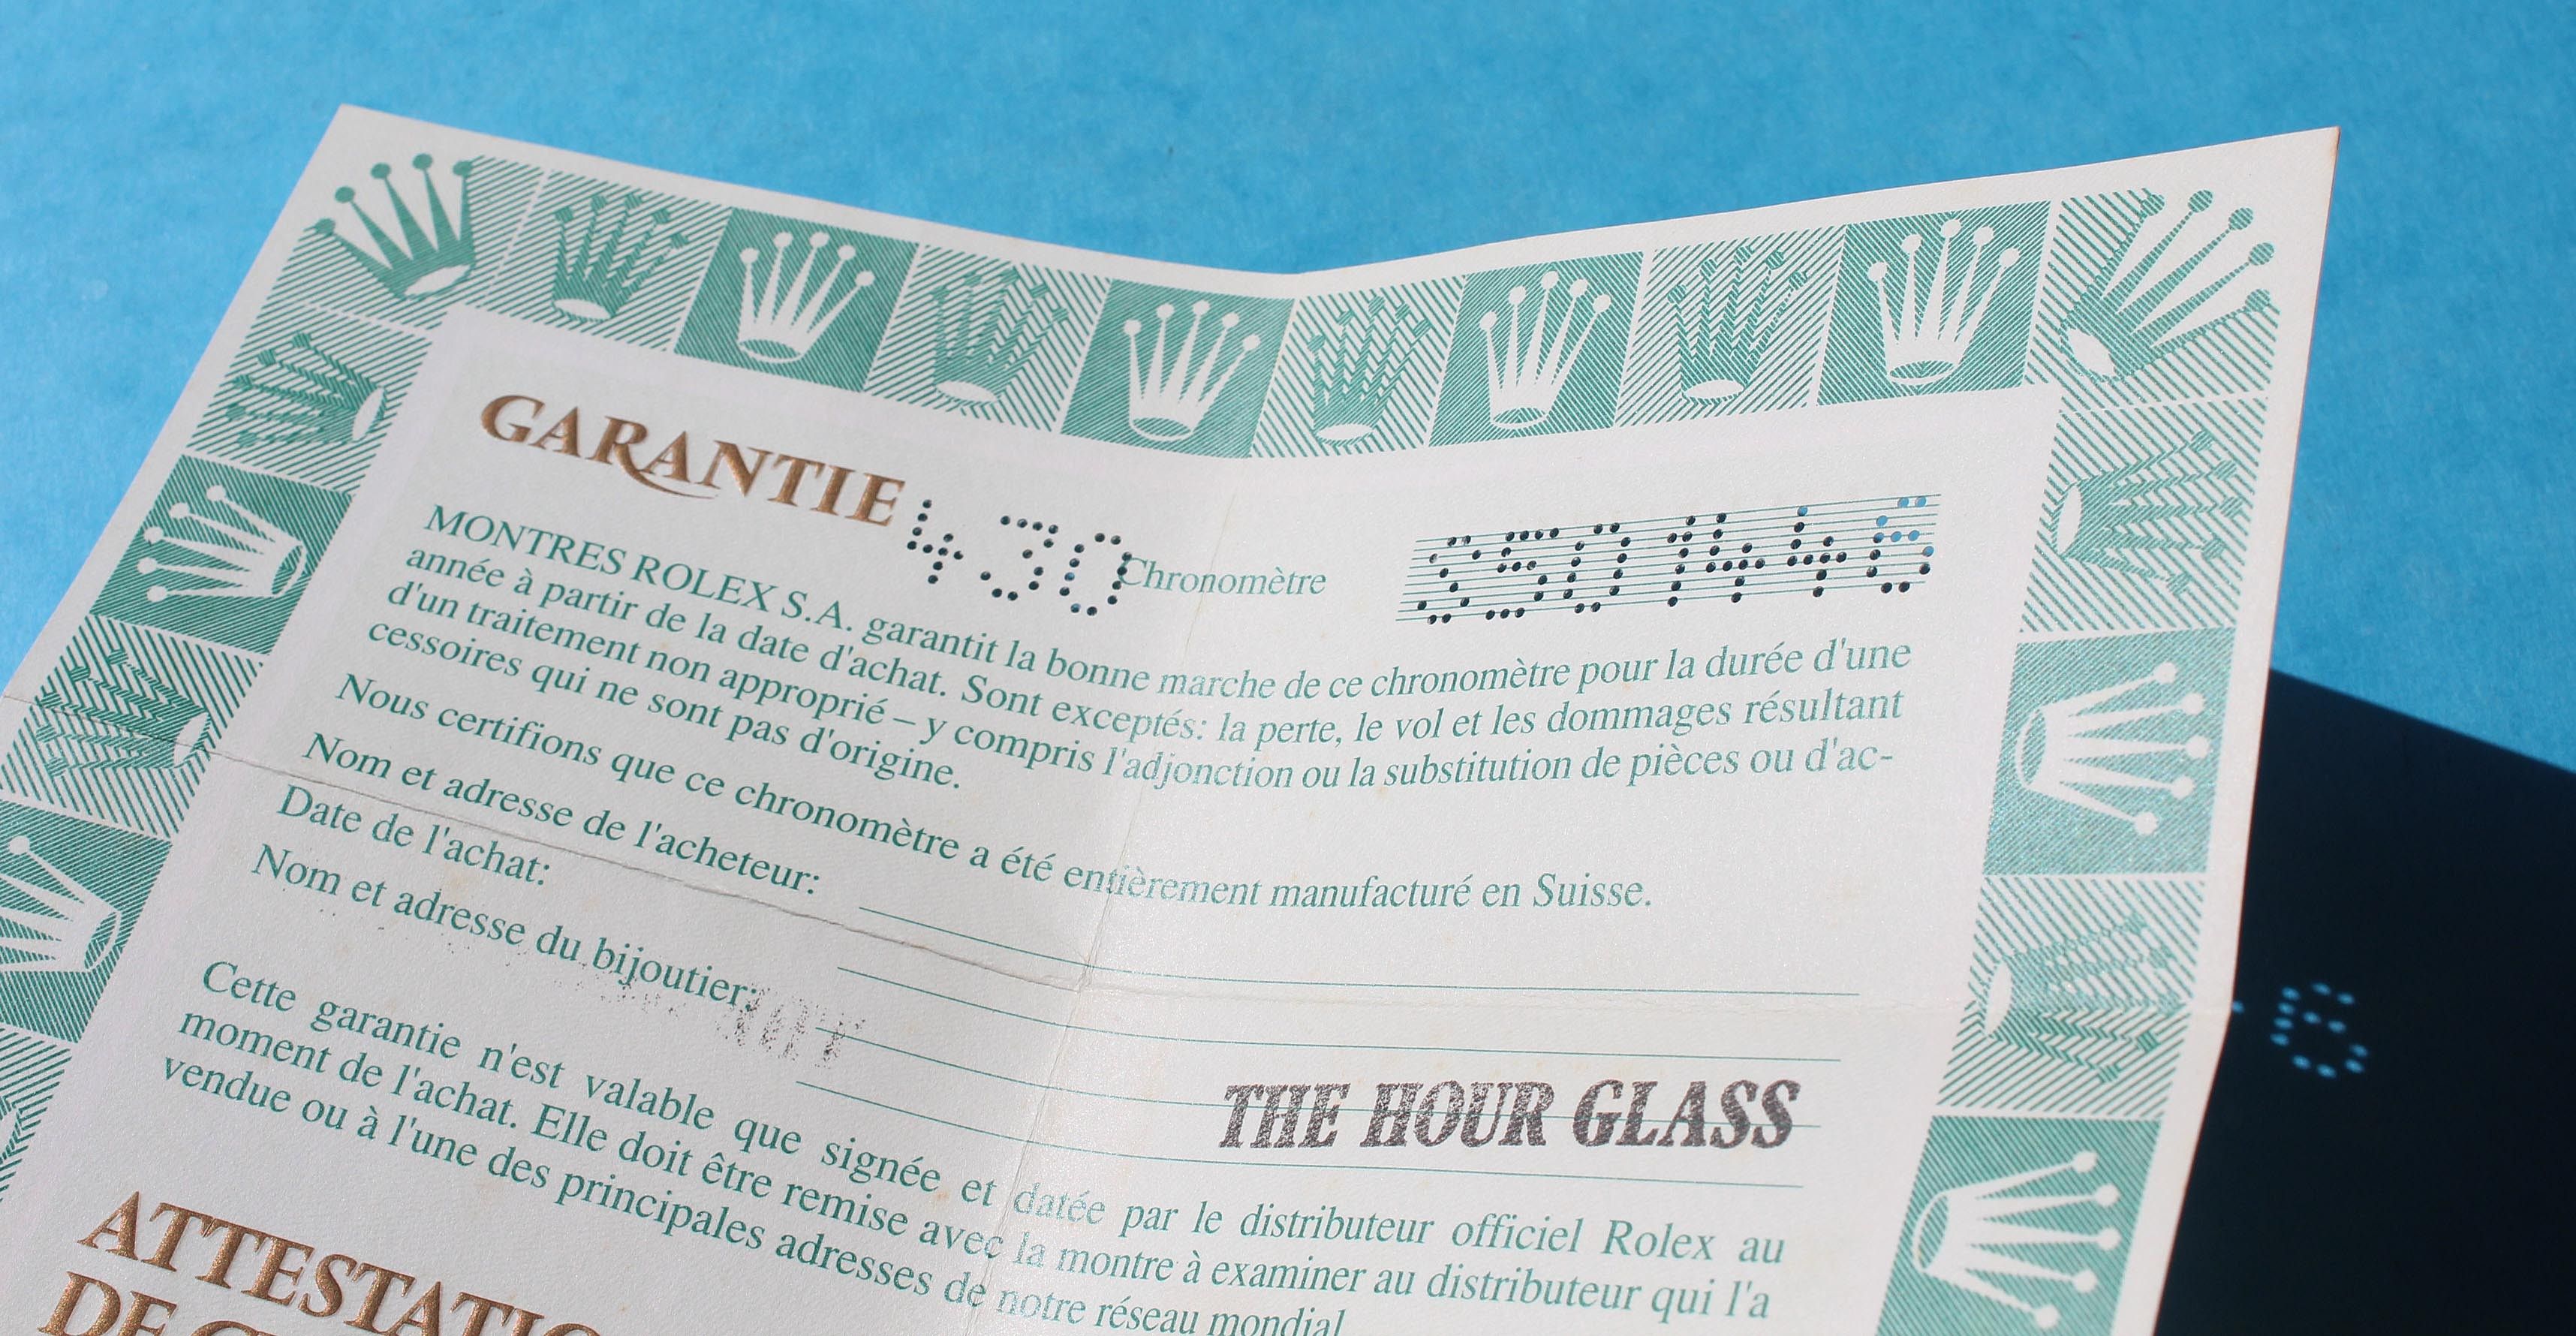 GARANTIE 430 Chronomètre
MONTRES ROLEX S.A. garantit la bonne marche de ce chronomètre pour la durée d'une
année à partir de la date d'achat. Sont exceptés: la perte, le vol et les dommages résultant
d'un traitement non approprié – y compris l'adjonction ou la substitution de pièces ou d'ac-
cessoires qui ne sont pas d'origine.
Nous certifions que ce chronomètre a été entièrement manufacturé en Suisse.
Nom et adresse de l'acheteur:
Date de l'achat:
Nom et adresse du bijoutier:
THE HOUR GLASS
Cette garantie n'est valable que signée et datée par le distributeur officiel Rolex au
moment de l'achat. Elle doit être remise avec la montre à examiner au distributeur qui l'a
vendue ou à l'une des principales adresses de notre réseau mondial